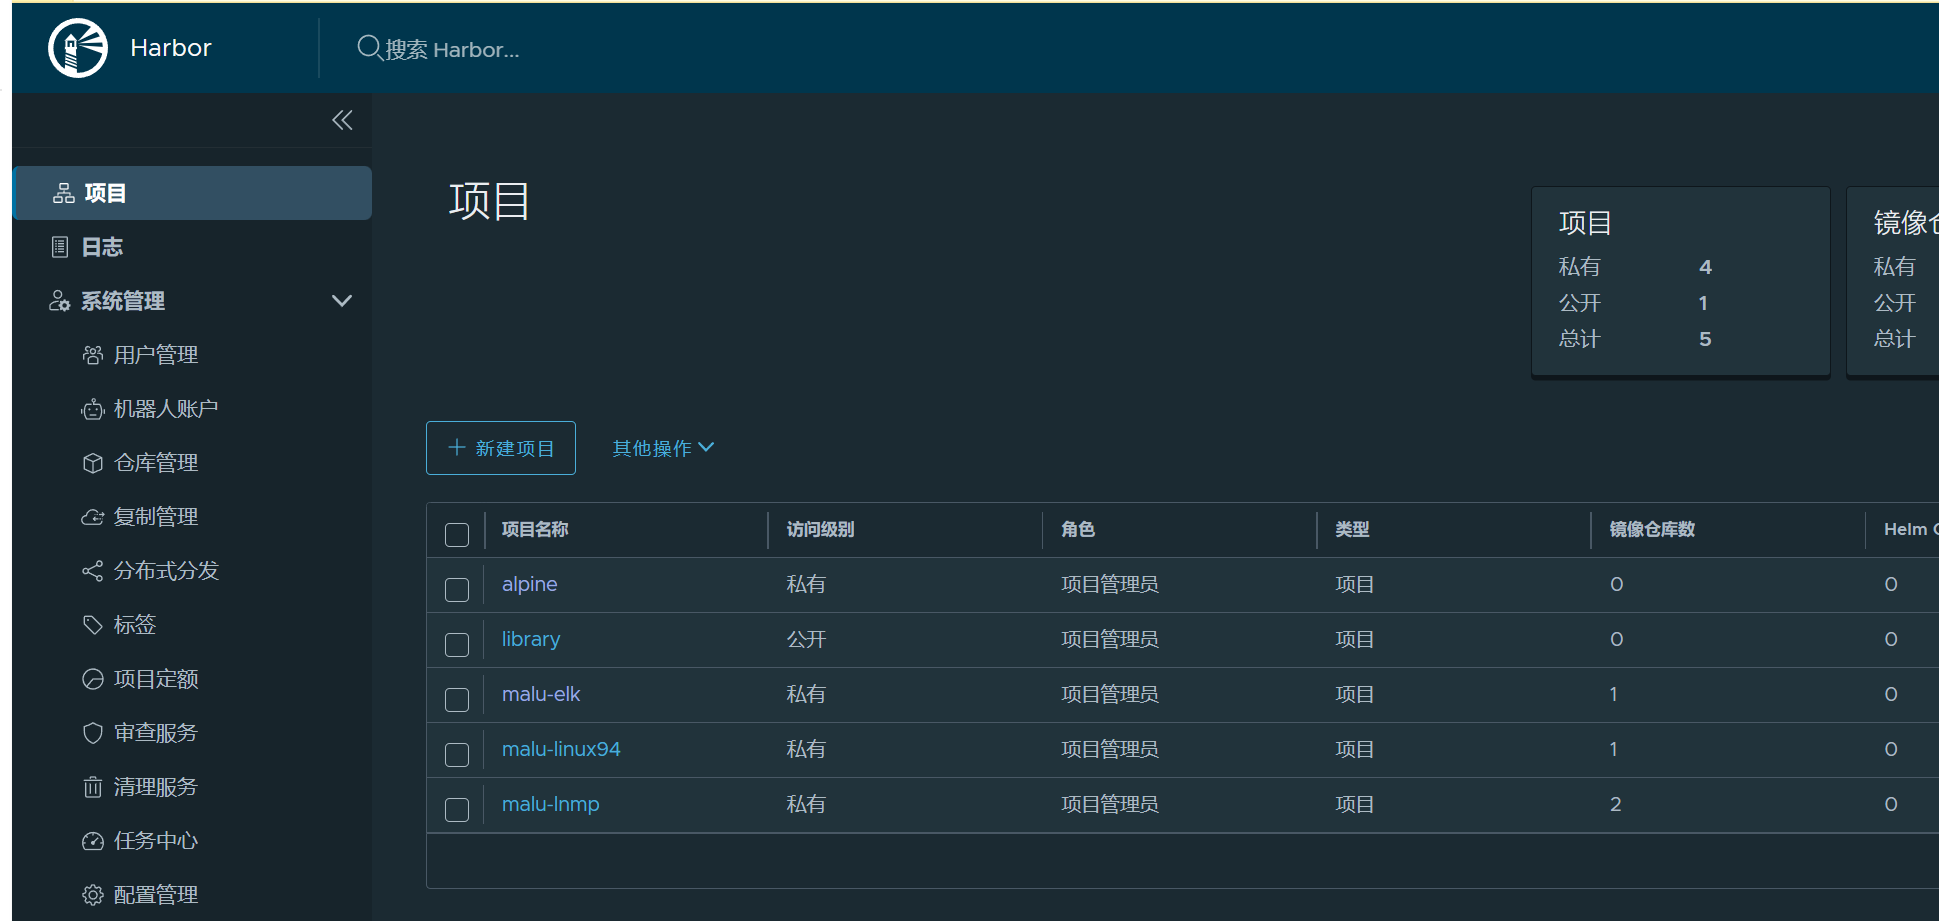 Harbor
搜索 Harbor...
项目
日志
系统管理
用户管理
机器人账户
仓库管理
复制管理
分布式分发
标签
项目定额
审查服务
清理服务
任务中心
配置管理
项目
项目
私有 4
公开 1
总计 5
镜像
私有
公开
总计
新建项目 其他操作
项目名称 访问级别 角色 类型 镜像仓库数 Helm
alpine 私有 项目管理员 项目 0 0
library 公开 项目管理员 项目 0 0
malu-elk 私有 项目管理员 项目 1 0
malu-linux94 私有 项目管理员 项目 1 0
malu-lnmp 私有 项目管理员 项目 2 0